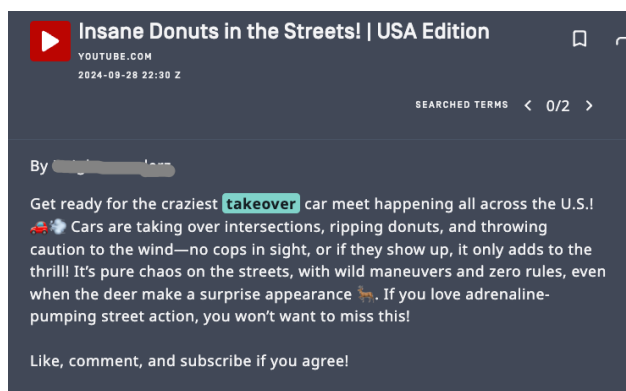 Insane Donuts in the Streets! | USA Edition
YOUTUBE.COM
2024-09-28 22:30 Z
SEARCHED TERMS < 0/2 >
By
Get ready for the craziest takeover car meet happening all across the U.S.!
🚗💨 Cars are taking over intersections, ripping donuts, and throwing
caution to the wind—no cops in sight, or if they show up, it only adds to the
thrill! It’s pure chaos on the streets, with wild maneuvers and zero rules, even
when the deer make a surprise appearance 🦌. If you love adrenaline-
pumping street action, you won’t want to miss this!
Like, comment, and subscribe if you agree!